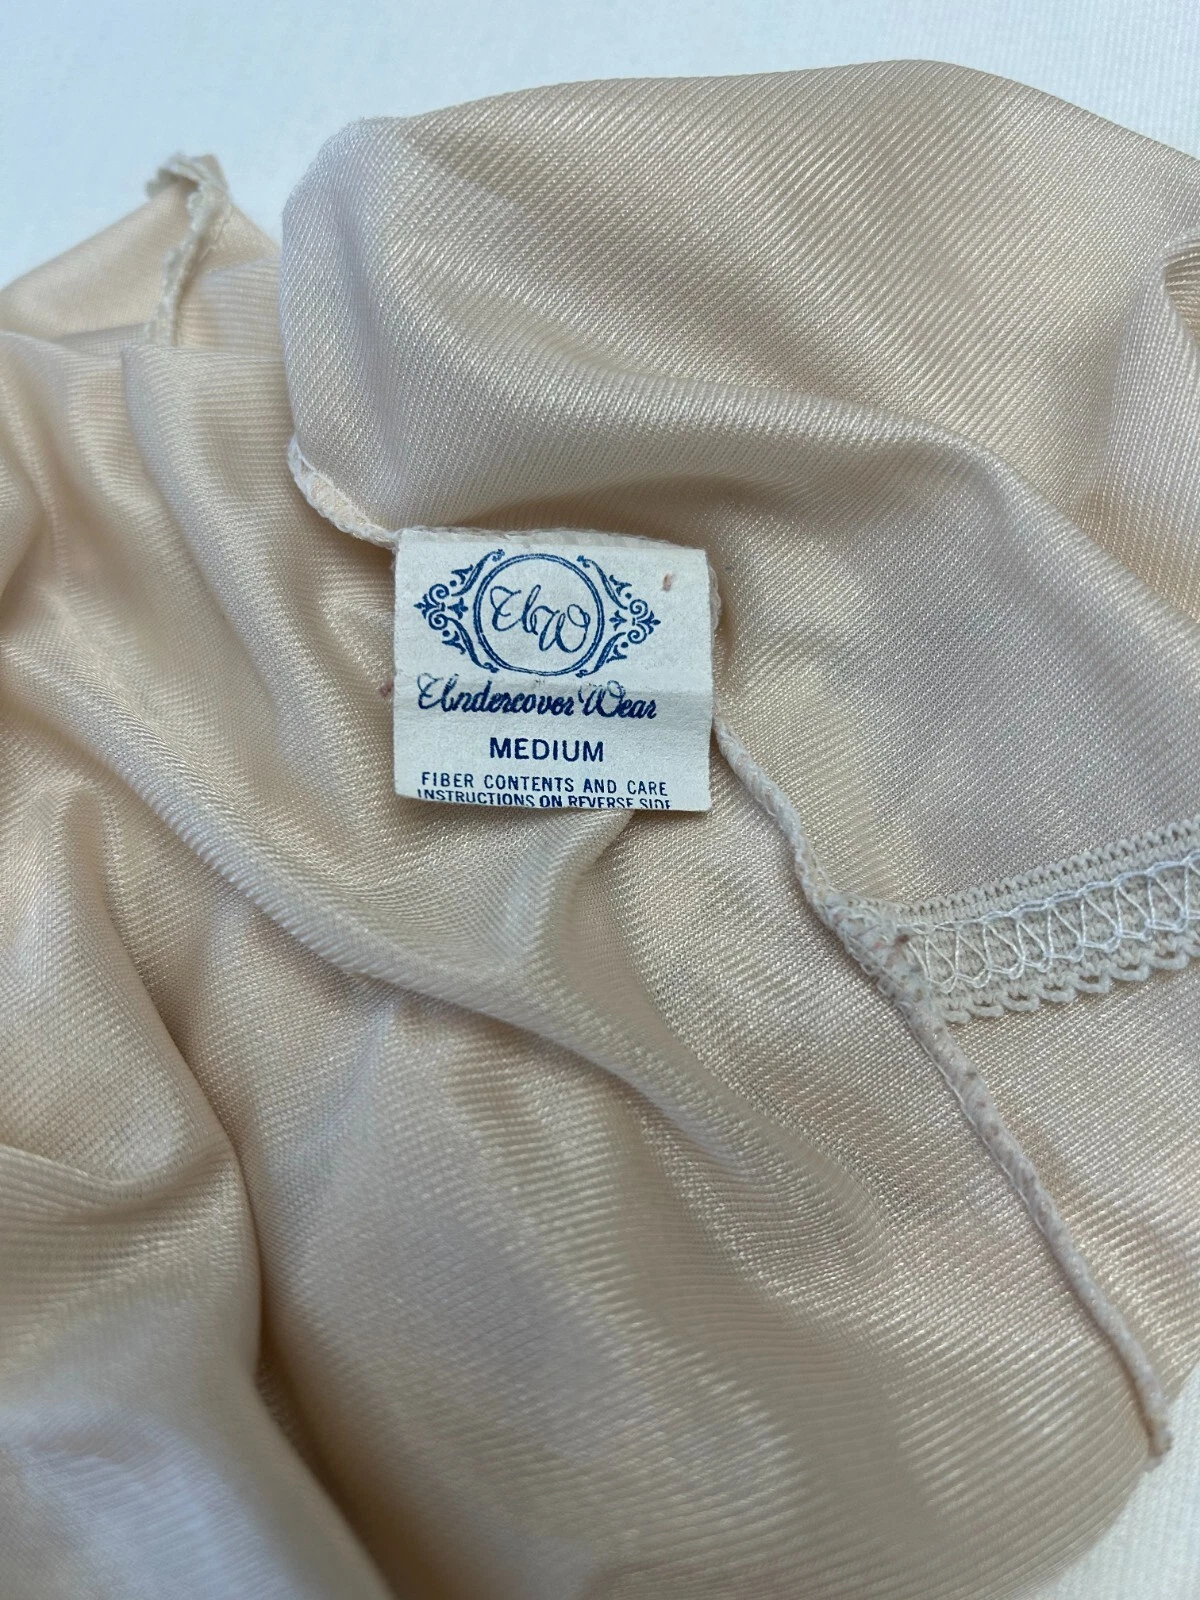 UW
Undercover Wear
MEDIUM
FIBER CONTENTS AND CARE
INSTRUCTIONS ON REVERSE SIDE